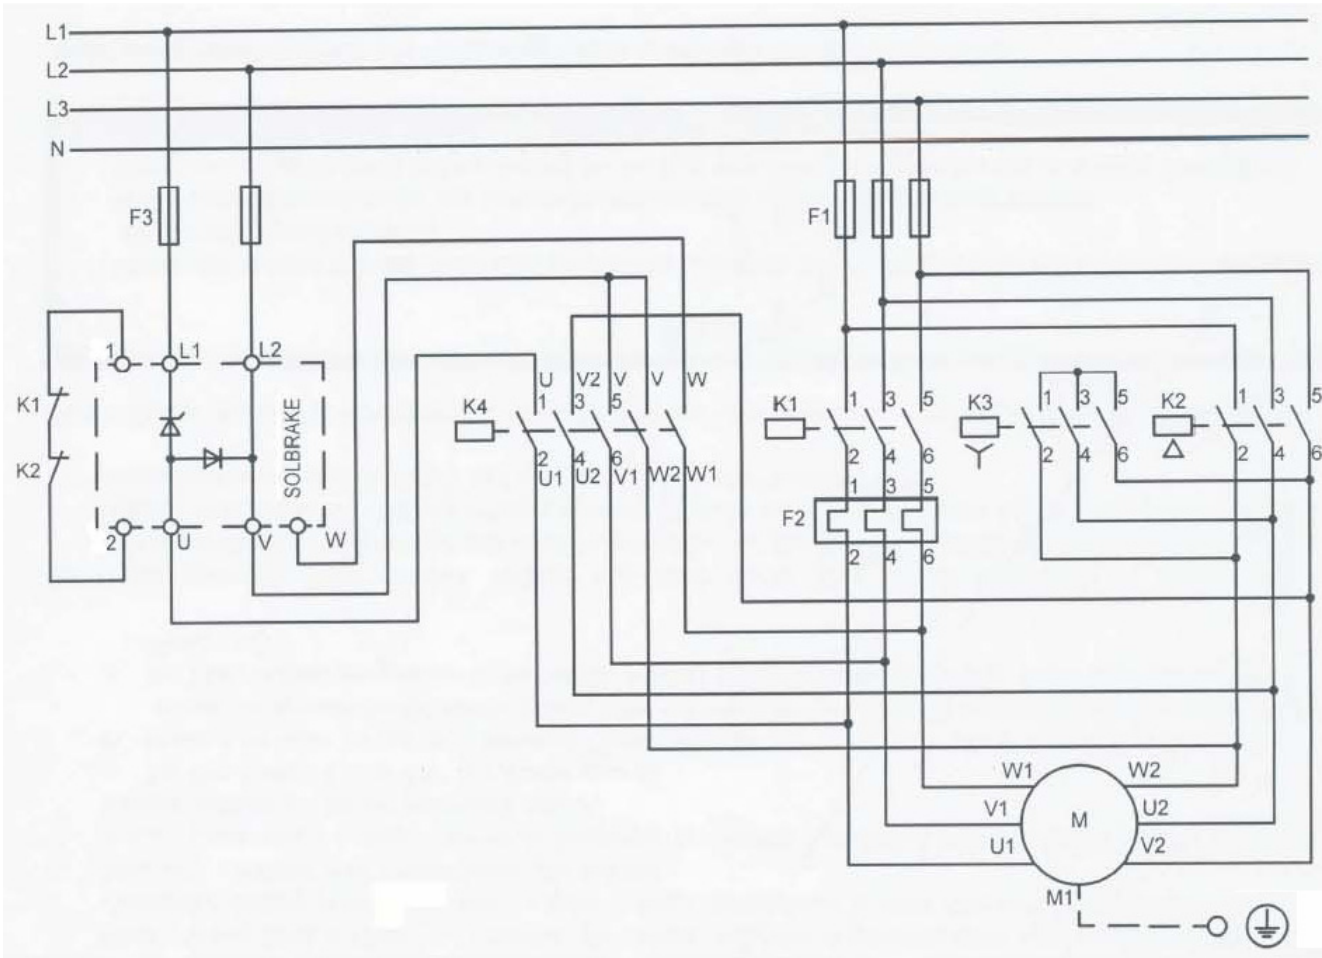 L1
L2
L3
N
F3
F1
1 L1 L2
U V2 V V W
1 3 5
K4
K1
1 3 5
K3
1 3 5
K2
1 3 5
K1
K2
SOLBRAKE
2 4 6
U1 U2 V1 W2 W1
2 4 6
2 4 6
2 4 6
1 3 5
F2
2 4 6
2 U V W
W1 W2
V1 M U2
U1 V2
M1